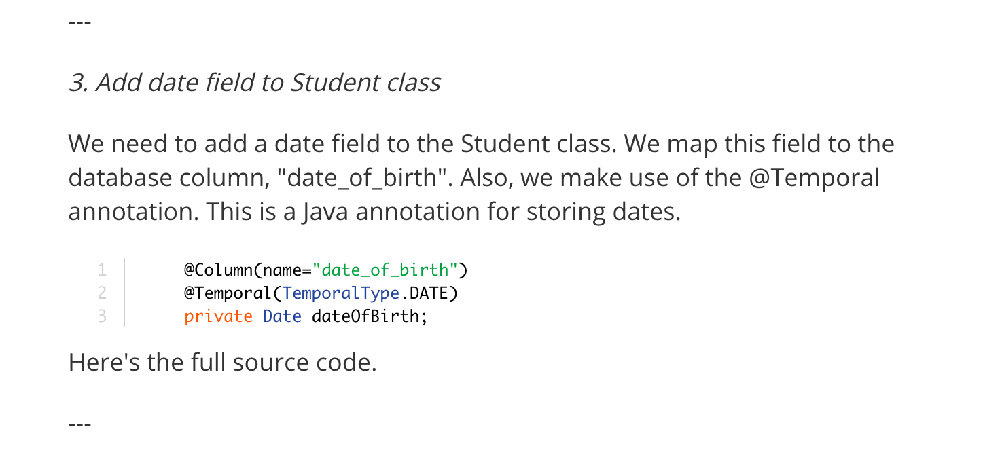 ---
3. Add date field to Student class
We need to add a date field to the Student class. We map this field to the
database column, "date_of_birth". Also, we make use of the @Temporal
annotation. This is a Java annotation for storing dates.
1 @Column(name="date_of_birth")
2 @Temporal(TemporalType.DATE)
3 private Date dateOfBirth;
Here's the full source code.
---